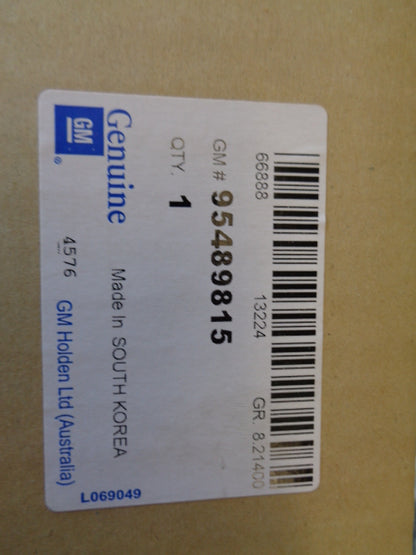 66888 13224 GR. 8.21400
GM # 95489815
QTY. 1
Genuine Made In SOUTH KOREA
GM ® 4576 GM Holden Ltd (Australia)
L069049